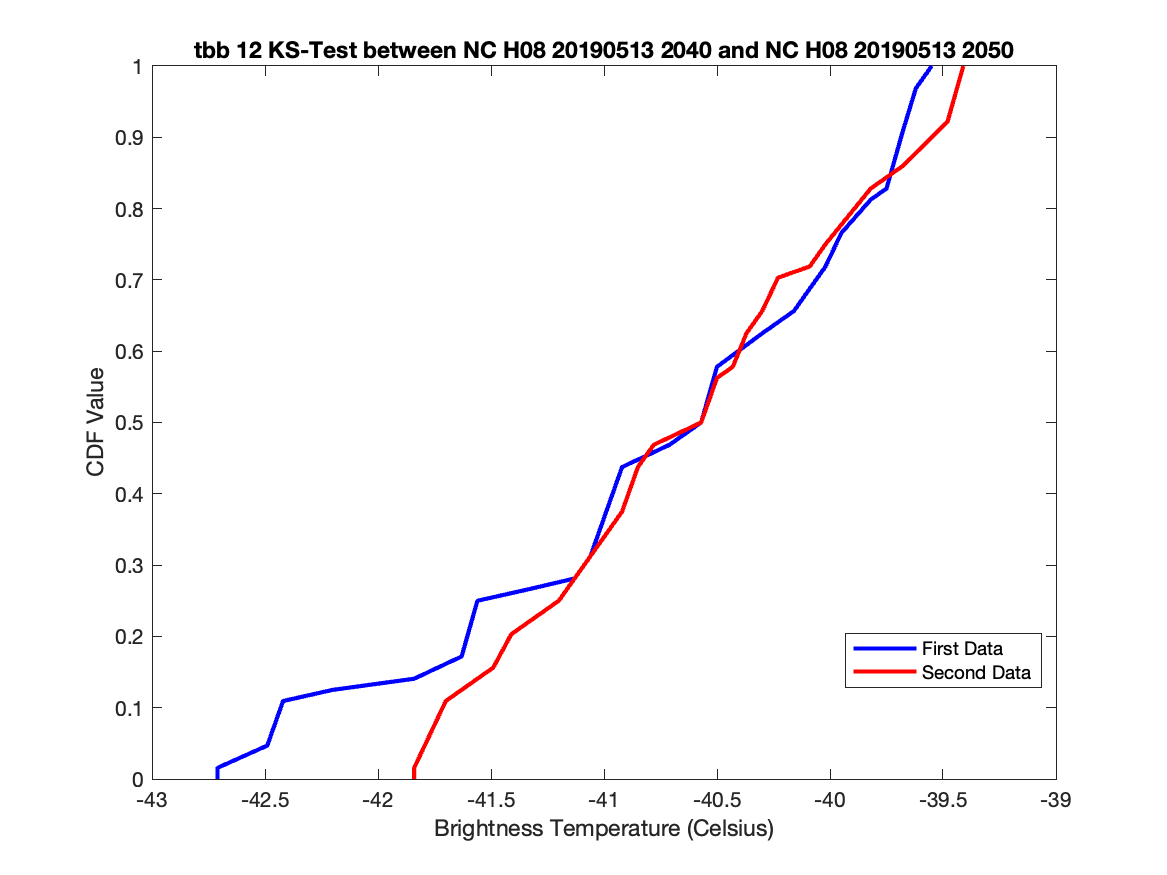 tbb 12 KS-Test between NC H08 20190513 2040 and NC H08 20190513 2050
1
0.9
0.8
0.7
0.6
0.5
0.4
0.3
0.2
0.1
0
CDF Value
First Data
Second Data
-43 -42.5 -42 -41.5 -41 -40.5 -40 -39.5 -39
Brightness Temperature (Celsius)